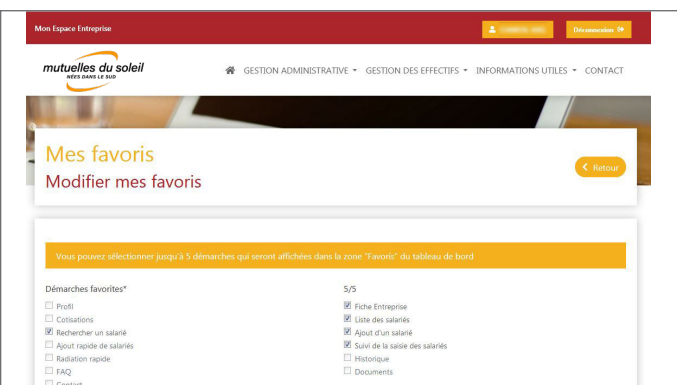 Mon Espace Entreprise
Déconnexion
mutuelles du soleil
NÉES DANS LE SUD
GESTION ADMINISTRATIVE
GESTION DES EFFECTIFS
INFORMATIONS UTILES
CONTACT
Mes favoris
Modifier mes favoris
Retour
Vous pouvez sélectionner jusqu'à 5 démarches qui seront affichées dans la zone "Favoris" du tableau de bord
Démarches favorites*
Profil
Cotisations
Rechercher un salarié
Ajout rapide de salariés
Radiation rapide
FAQ
Contact
5/5
Fiche Entreprise
Liste des salariés
Ajout d'un salarié
Suivi de la saisie des salariés
Historique
Documents